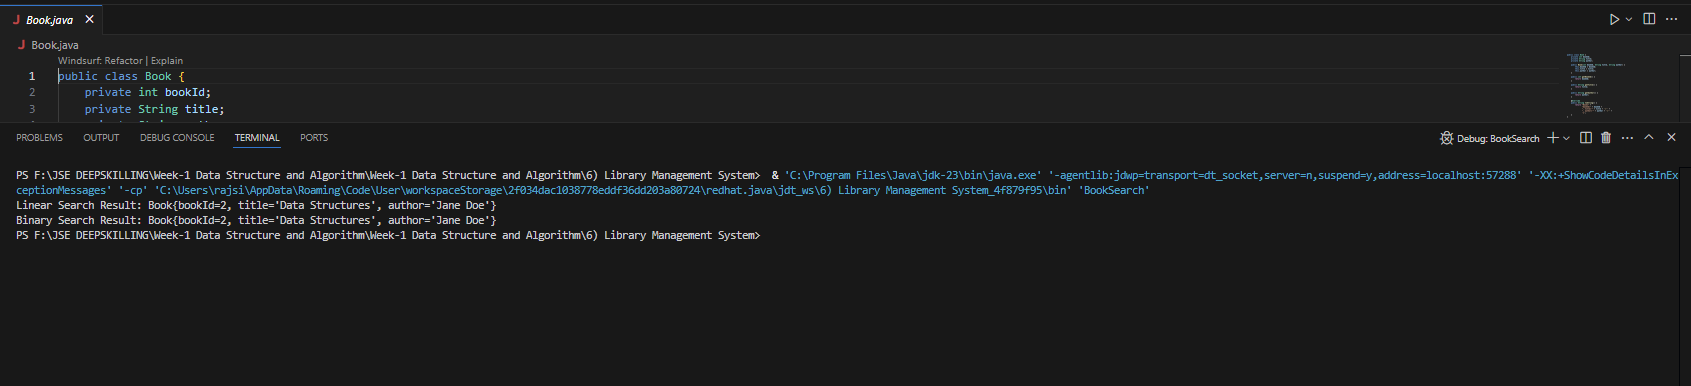 J Book.java ✕
J Book.java
Windsurf: Refactor | Explain
1 public class Book {
2 private int bookId;
3 private String title;
PROBLEMS OUTPUT DEBUG CONSOLE TERMINAL PORTS Debug: BookSearch
PS F:\JSE DEEPSKILLING\Week-1 Data Structure and Algorithm\Week-1 Data Structure and Algorithm\6) Library Management System> & 'C:\Program Files\Java\jdk-23\bin\java.exe' '-agentlib:jdwp=transport=dt_socket,server=n,suspend=y,address=localhost:57288' '-XX:+ShowCodeDetailsInEx
ceptionMessages' '-cp' 'C:\Users\rajsi\AppData\Roaming\Code\User\workspaceStorage\2f034dac1038778eddf36dd203a80724\redhat.java\jdt_ws\6) Library Management System_4f879f95\bin' 'BookSearch'
Linear Search Result: Book{bookId=2, title='Data Structures', author='Jane Doe'}
Binary Search Result: Book{bookId=2, title='Data Structures', author='Jane Doe'}
PS F:\JSE DEEPSKILLING\Week-1 Data Structure and Algorithm\Week-1 Data Structure and Algorithm\6) Library Management System>